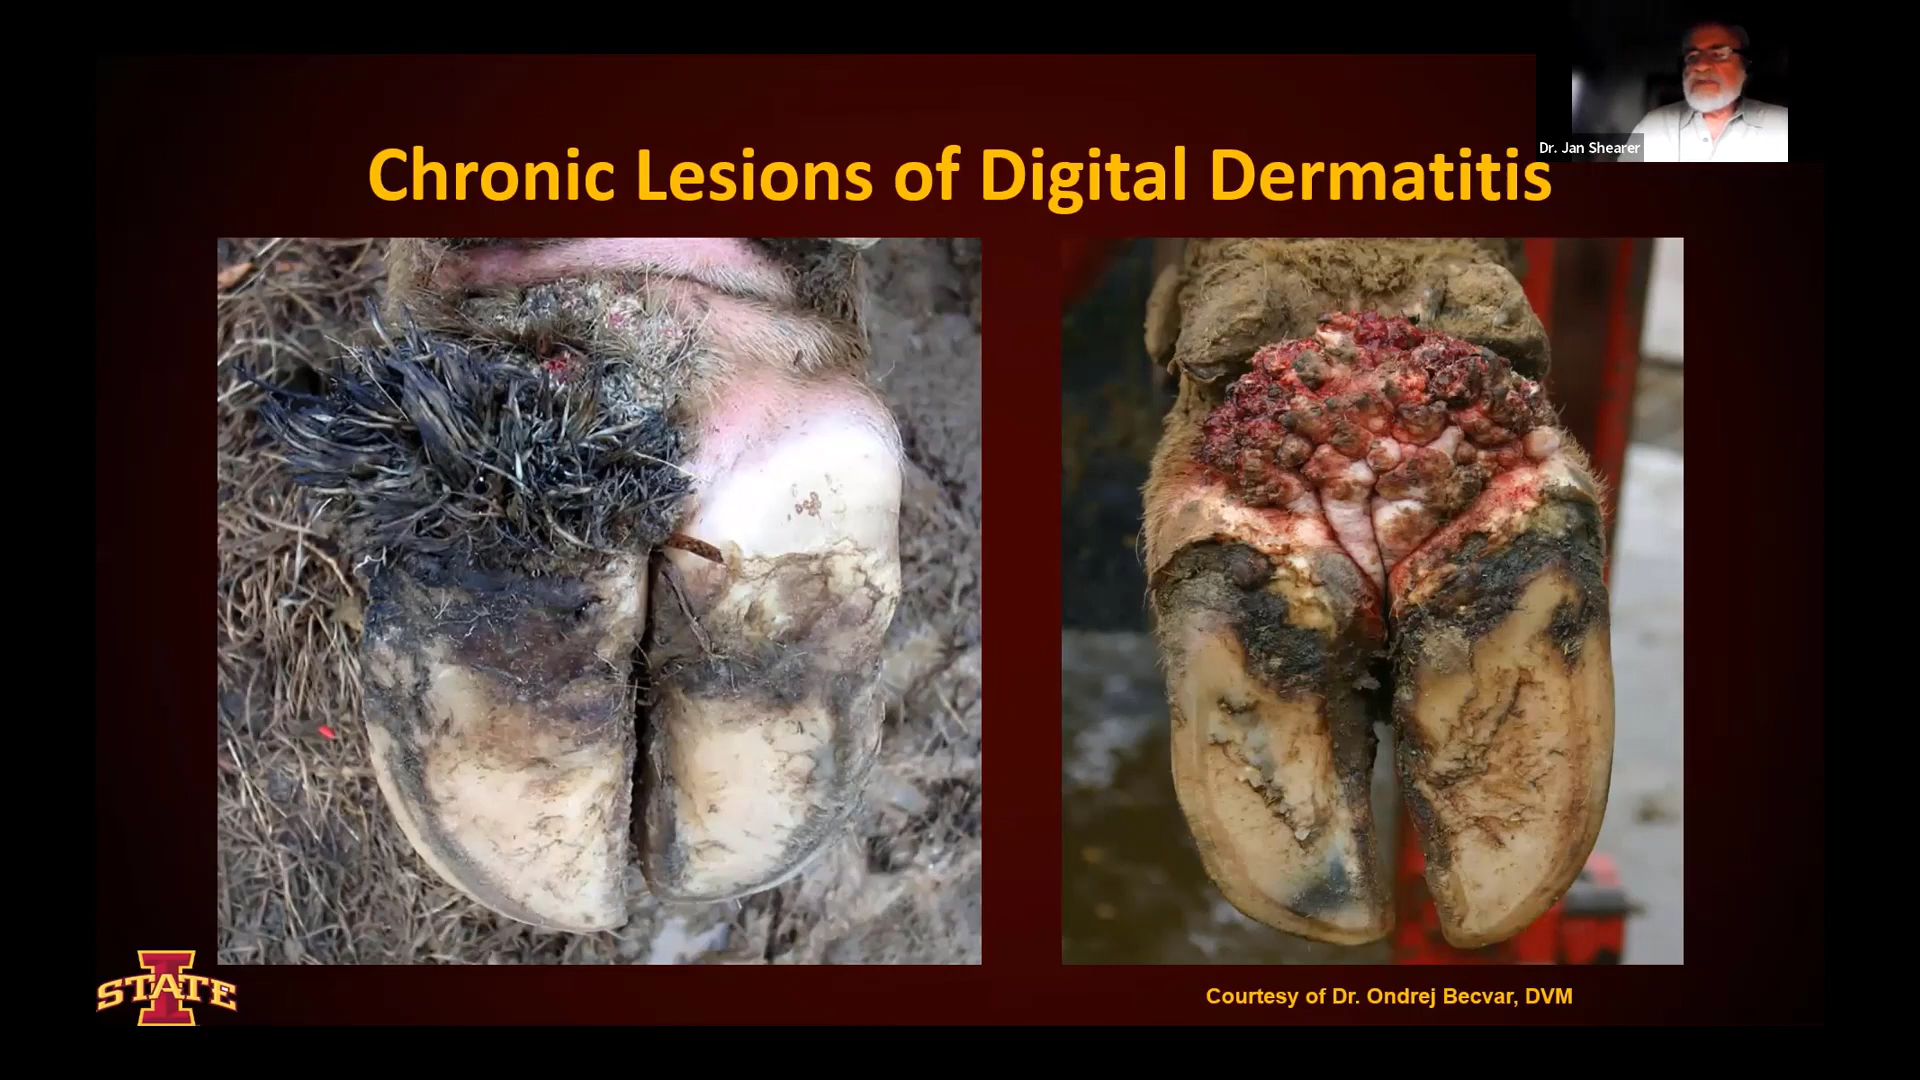 Dr. Jan Shearer
Chronic Lesions of Digital Dermatitis
STATE
Courtesy of Dr. Ondrej Becvar, DVM